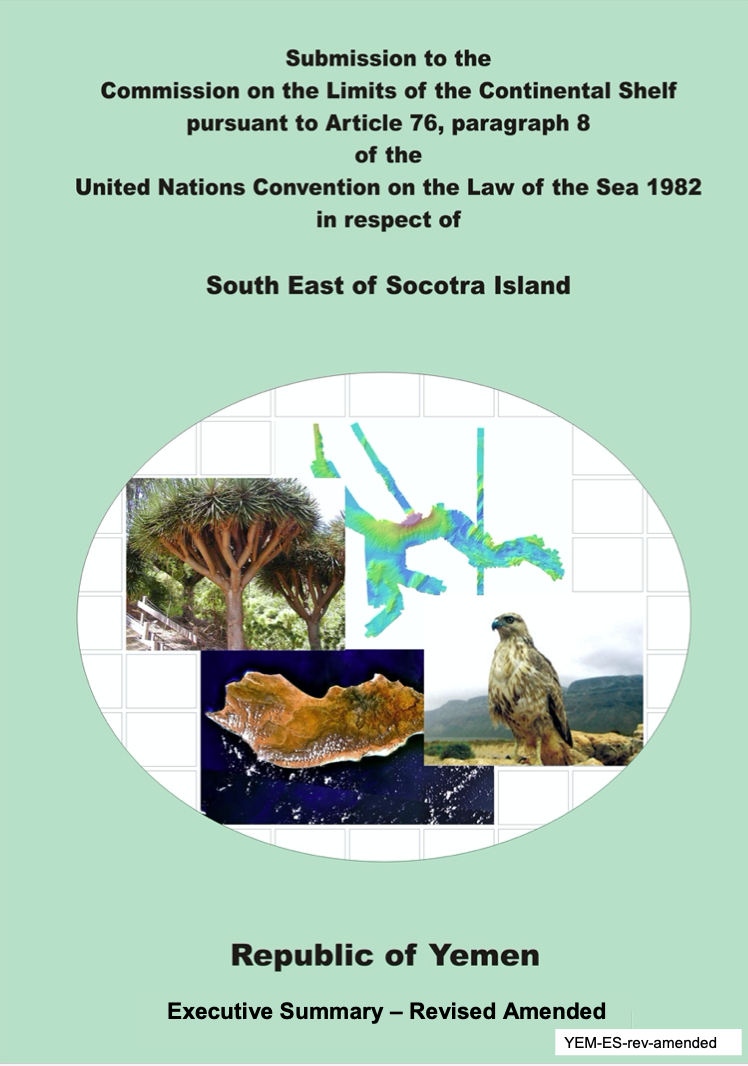 Submission to the
Commission on the Limits of the Continental Shelf
pursuant to Article 76, paragraph 8
of the
United Nations Convention on the Law of the Sea 1982
in respect of
South East of Socotra Island
Republic of Yemen
Executive Summary – Revised Amended
YEM-ES-rev-amended